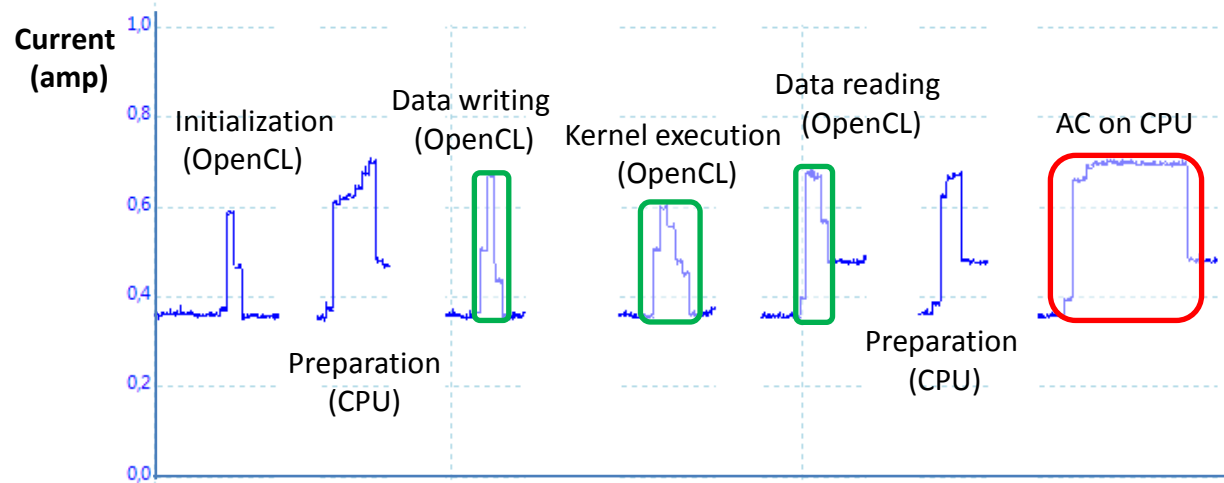 Current
(amp)
1,0
0,8
0,6
0,4
0,2
0,0
Initialization
(OpenCL)
Preparation
(CPU)
Data writing
(OpenCL)
Kernel execution
(OpenCL)
Data reading
(OpenCL)
Preparation
(CPU)
AC on CPU